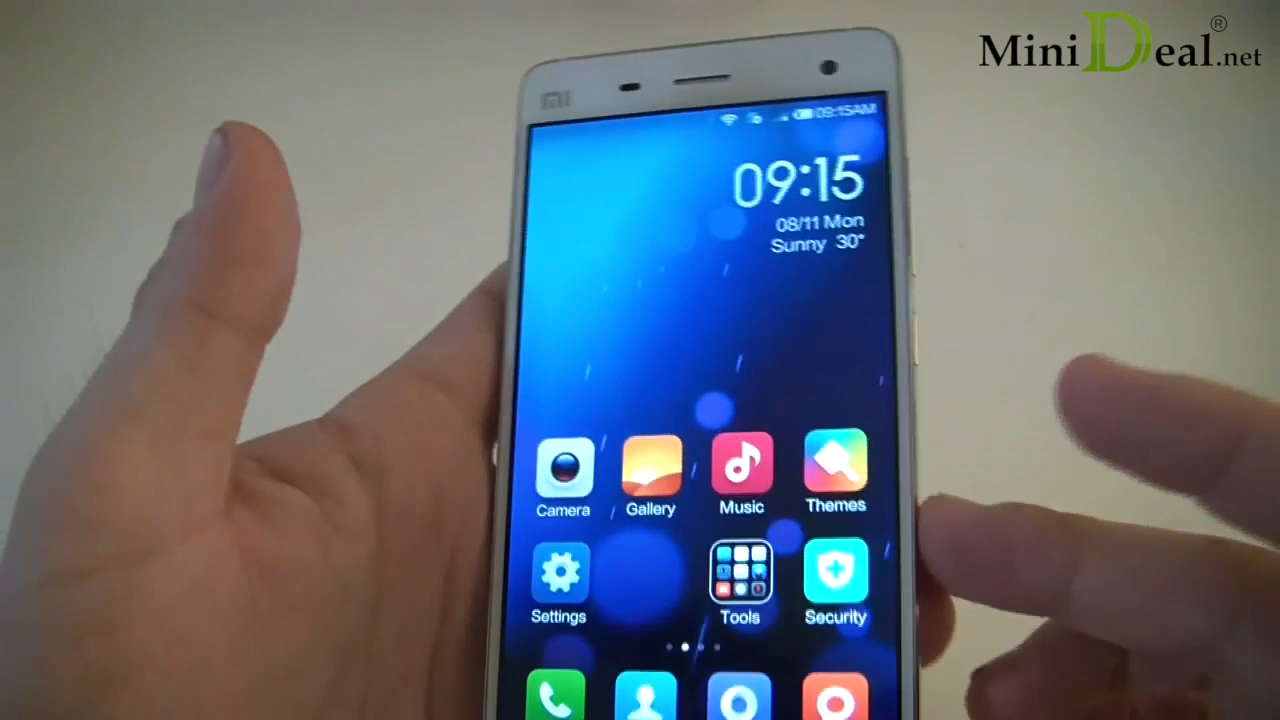 MiniDeal.net®
MI
09:15AM
09:15
08/11 Mon
Sunny 30°
Camera Gallery Music Themes
Settings Tools Security